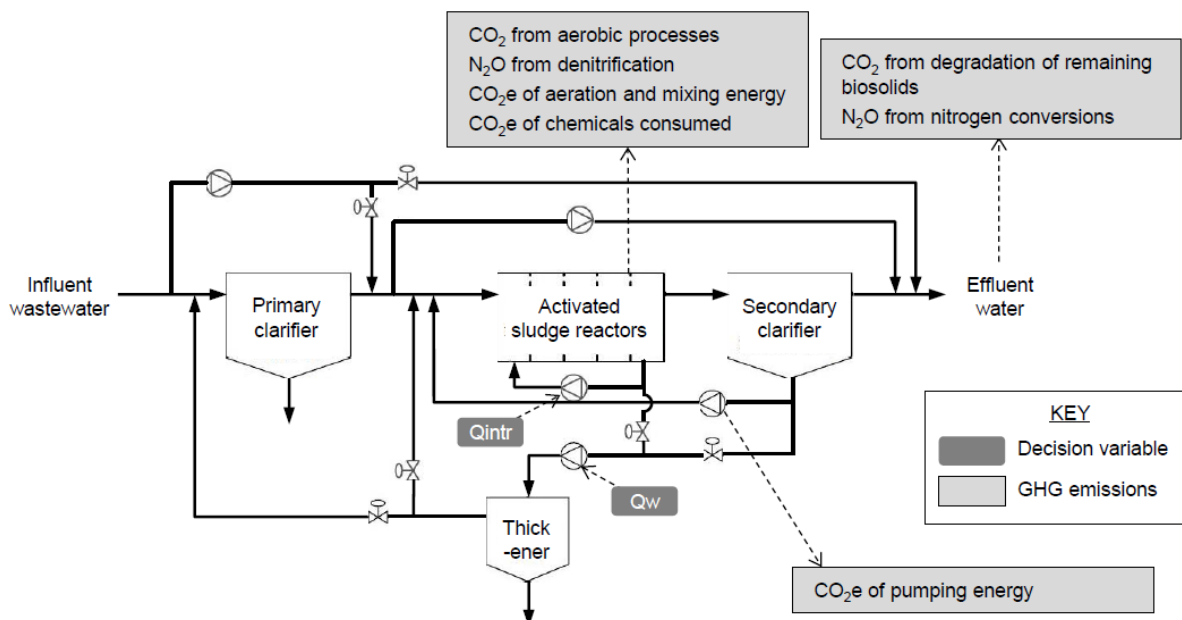 CO₂ from aerobic processes
N₂O from denitrification
CO₂e of aeration and mixing energy
CO₂e of chemicals consumed
CO₂ from degradation of remaining
biosolids
N₂O from nitrogen conversions
Influent
wastewater
Primary
clarifier
Activated
sludge reactors
Secondary
clarifier
Effluent
water
Qintr
Qw
Thick
-ener
KEY
Decision variable
GHG emissions
CO₂e of pumping energy